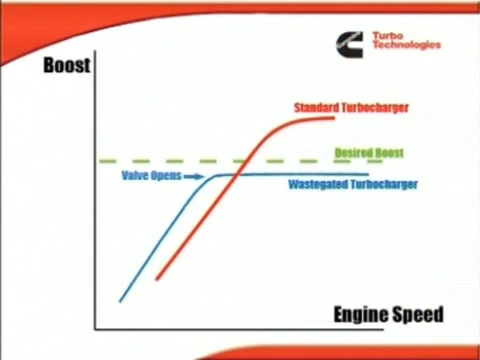 Turbo
Technologies
Boost
Standard Turbocharger
Desired Boost
Valve Opens
Wastegated Turbocharger
Engine Speed